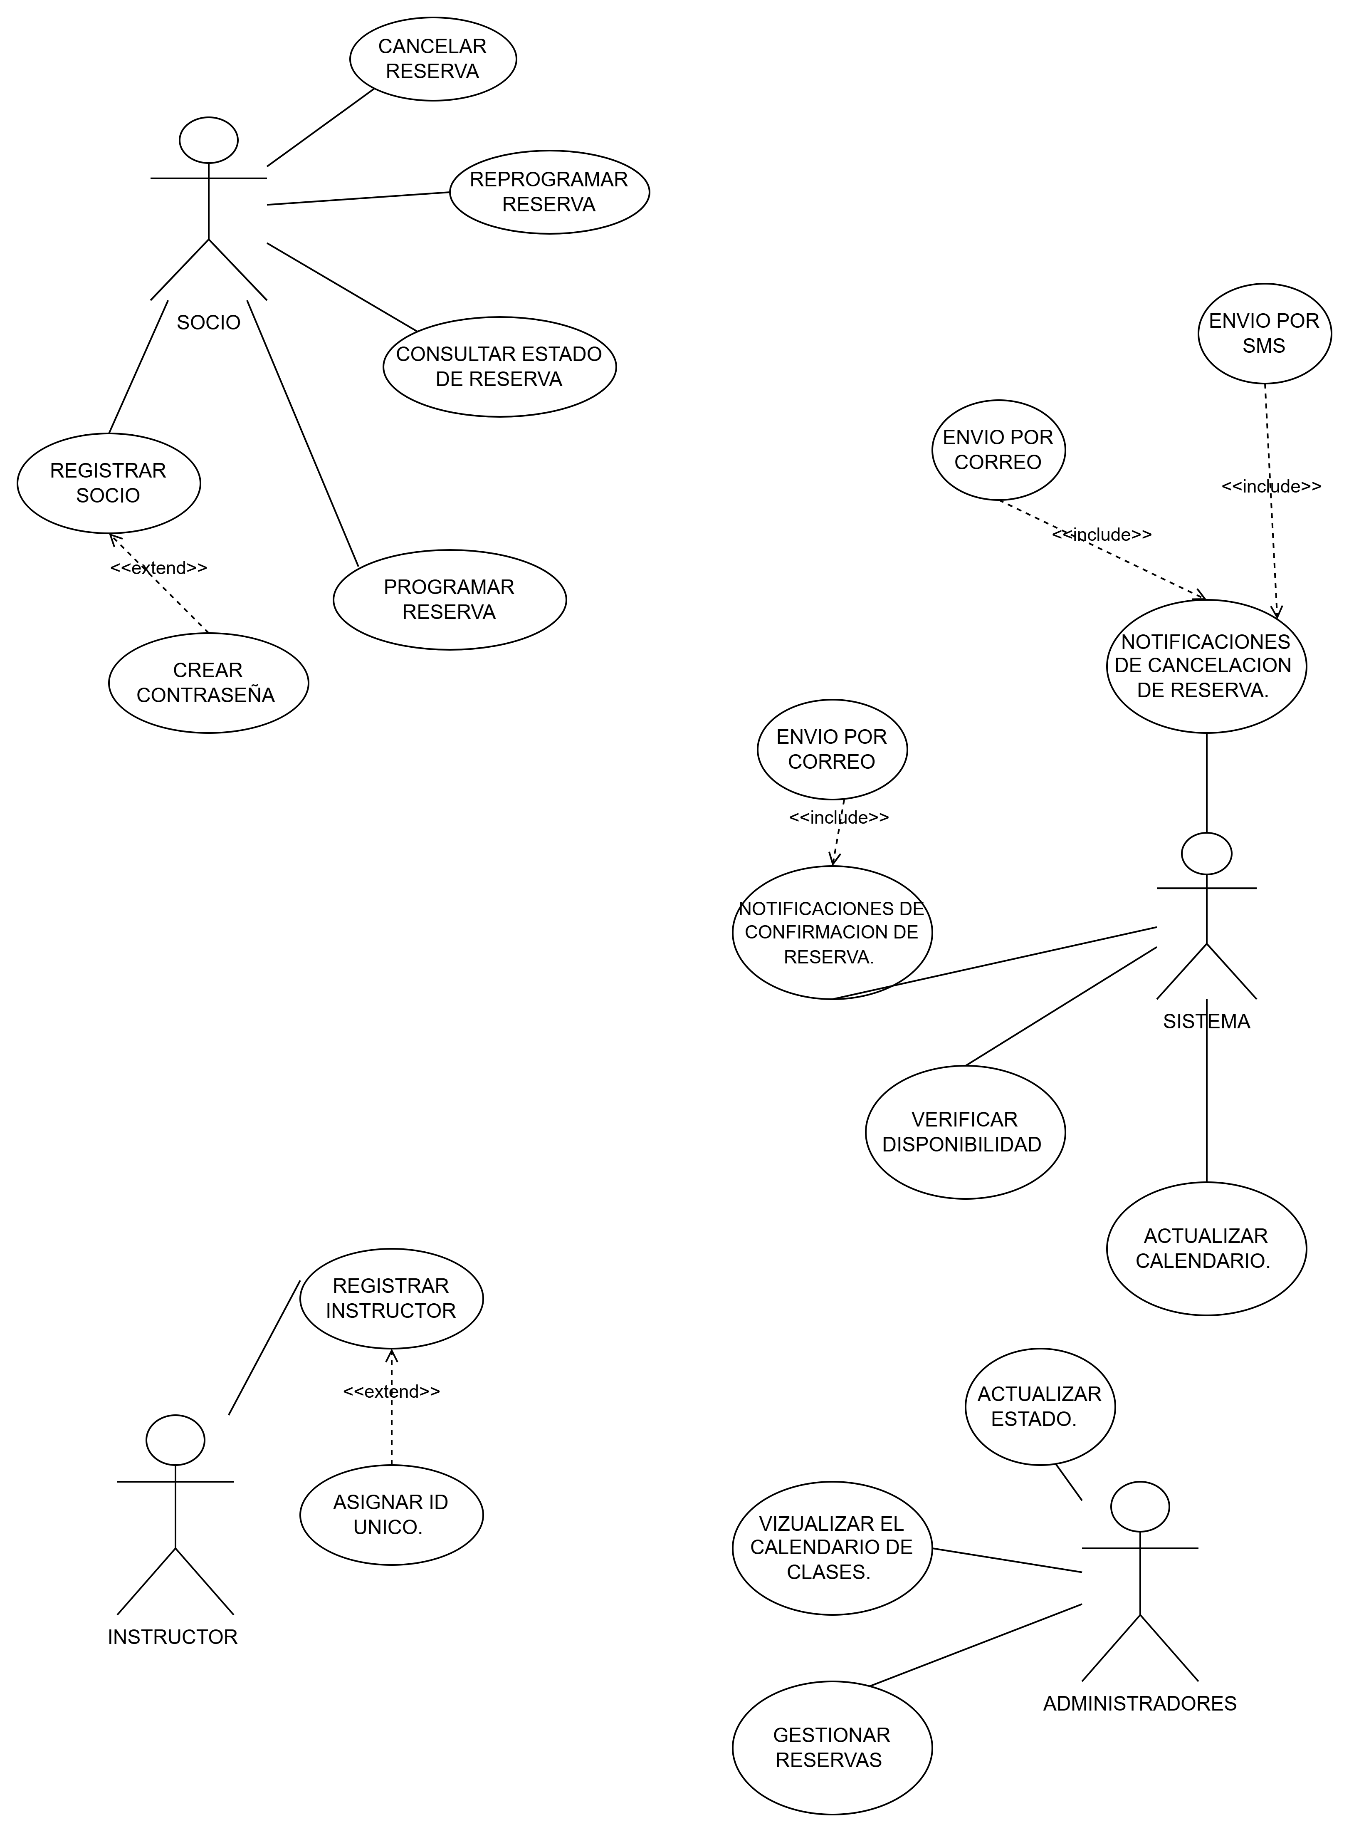 CANCELAR
RESERVA
REPROGRAMAR
RESERVA
SOCIO
CONSULTAR ESTADO
DE RESERVA
REGISTRAR
SOCIO
<<extend>>
CREAR
CONTRASEÑA
PROGRAMAR
RESERVA
ENVIO POR
SMS
ENVIO POR
CORREO
<<include>>
<<include>>
NOTIFICACIONES
DE CANCELACION
DE RESERVA.
ENVIO POR
CORREO
<<include>>
NOTIFICACIONES DE
CONFIRMACION DE
RESERVA.
SISTEMA
VERIFICAR
DISPONIBILIDAD
ACTUALIZAR
CALENDARIO.
REGISTRAR
INSTRUCTOR
<<extend>>
ASIGNAR ID
UNICO.
INSTRUCTOR
ACTUALIZAR
ESTADO.
VIZUALIZAR EL
CALENDARIO DE
CLASES.
ADMINISTRADORES
GESTIONAR
RESERVAS